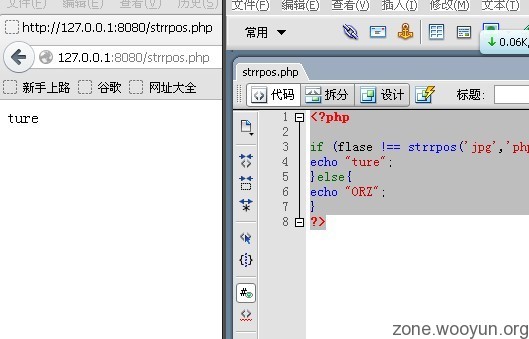 文件(F) 编辑(E) 查看(V) 历史(S)
http://127.0.0.1:8080/strrpos.php
127.0.0.1:8080/strrpos.php
新手上路 谷歌 网址大全
ture
文件(F) 编辑(E) 查看(V) 插入(I) 修改(M) 文本(T)
常用
0.06K
strrpos.php
代码 拆分 设计 标题:
1 <?php
2
3 if (flase !== strrpos('jpg','php
4 echo "ture";
5 }else{
6 echo "ORZ";
7 }
8 ?>
zone.wooyun.org